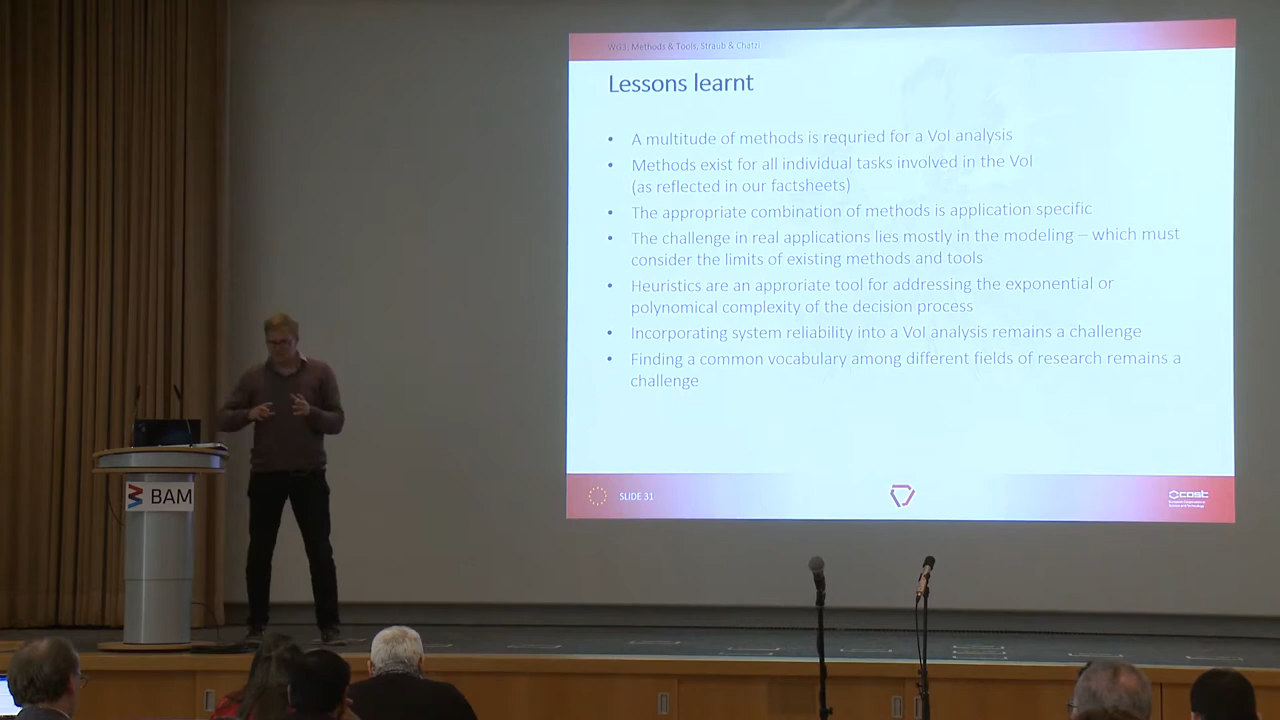 WG3: Methods & Tools, Straub & Chatzi
Lessons learnt
• A multitude of methods is requried for a VoI analysis
• Methods exist for all individual tasks involved in the VoI
(as reflected in our factsheets)
• The appropriate combination of methods is application specific
• The challenge in real applications lies mostly in the modeling – which must
consider the limits of existing methods and tools
• Heuristics are an approriate tool for addressing the exponential or
polynomical complexity of the decision process
• Incorporating system reliability into a VoI analysis remains a challenge
• Finding a common vocabulary among different fields of research remains a
challenge
SLIDE 31
cost
BAM